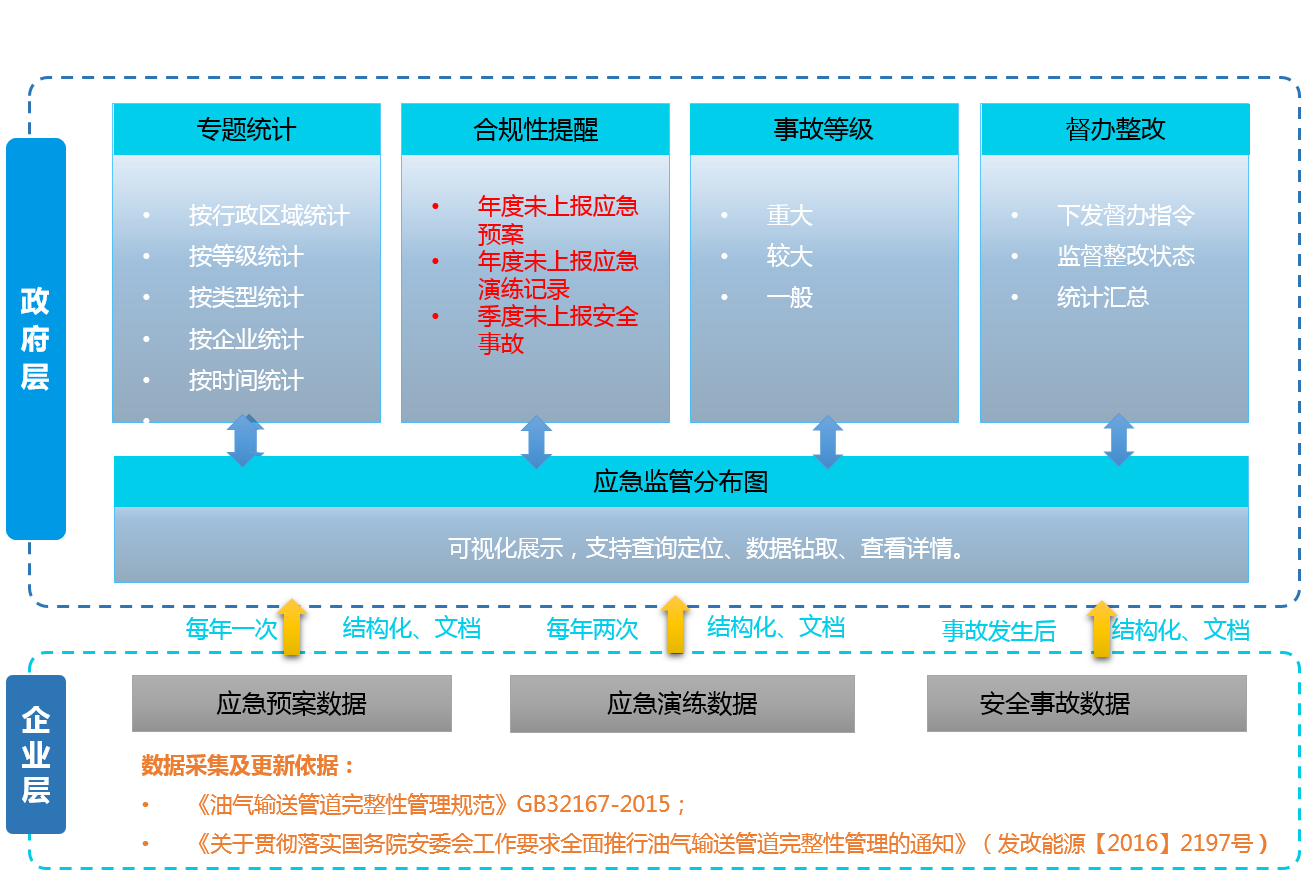 专题统计
合规性提醒
事故等级
督办整改
• 按行政区域统计
• 按等级统计
• 按类型统计
• 按企业统计
• 按时间统计
•
• 年度未上报应急
预案
• 年度未上报应急
演练记录
• 季度未上报安全
事故
• 重大
• 较大
• 一般
• 下发督办指令
• 监督整改状态
• 统计汇总
政
府
层
应急监管分布图
可视化展示，支持查询定位、数据钻取、查看详情。
每年一次
结构化、文档
每年两次
结构化、文档
事故发生后
结构化、文档
企
业
层
应急预案数据
应急演练数据
安全事故数据
数据采集及更新依据：
• 《油气输送管道完整性管理规范》GB32167-2015；
• 《关于贯彻落实国务院安委会工作要求全面推行油气输送管道完整性管理的通知》（发改能源【2016】2197号）